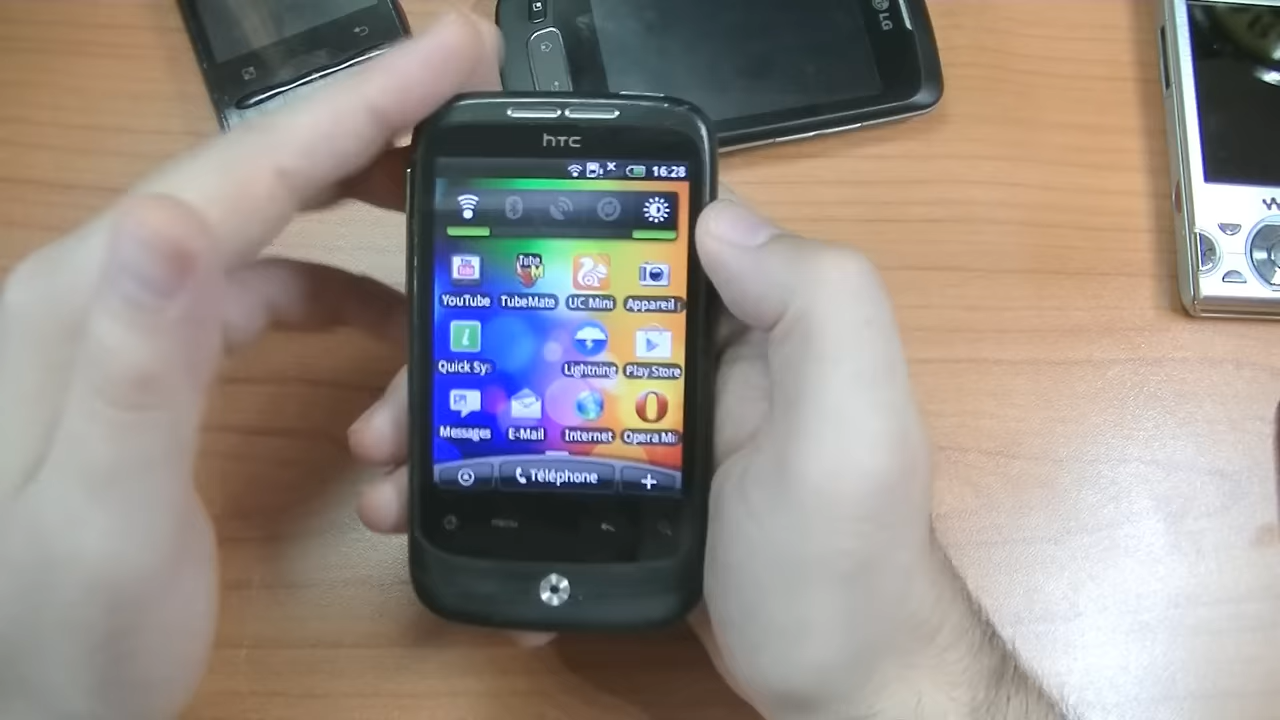 LG
hTC
16:28
YouTube TubeMate UC Mini Appareil
Quick Sys Lightning Play Store
Messages E-Mail Internet Opera Mi
Téléphone
menu
W